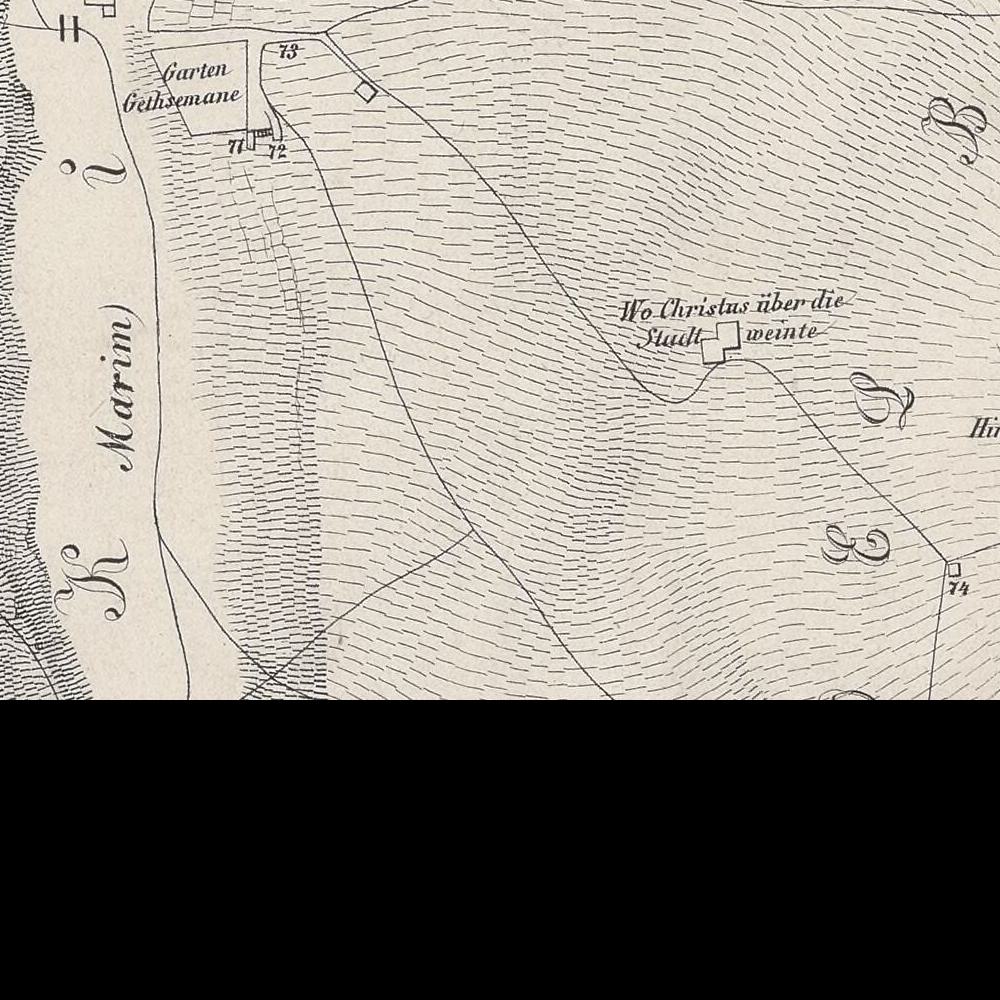 73
Garten
Gethsemane
71 72
i
B
Wo Christus über die
Stadt weinte
Marim)
L
E
K
74